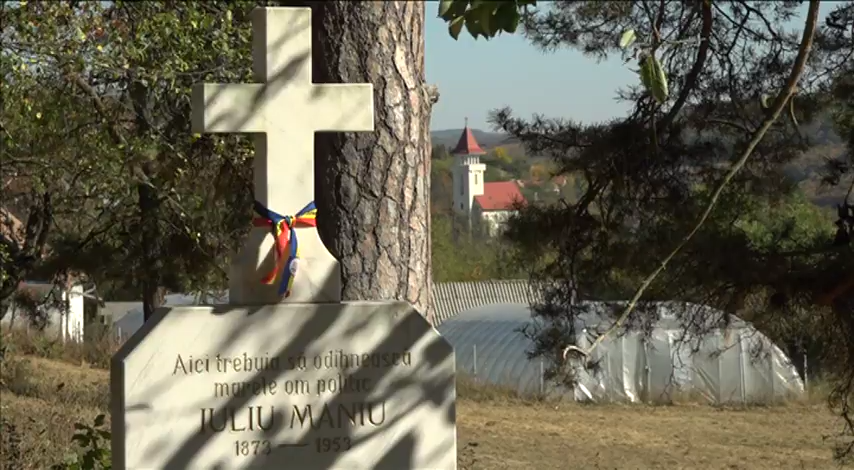 Aici trebuia să odihnească
marele om politic
IULIU MANIU
1873 — 1953